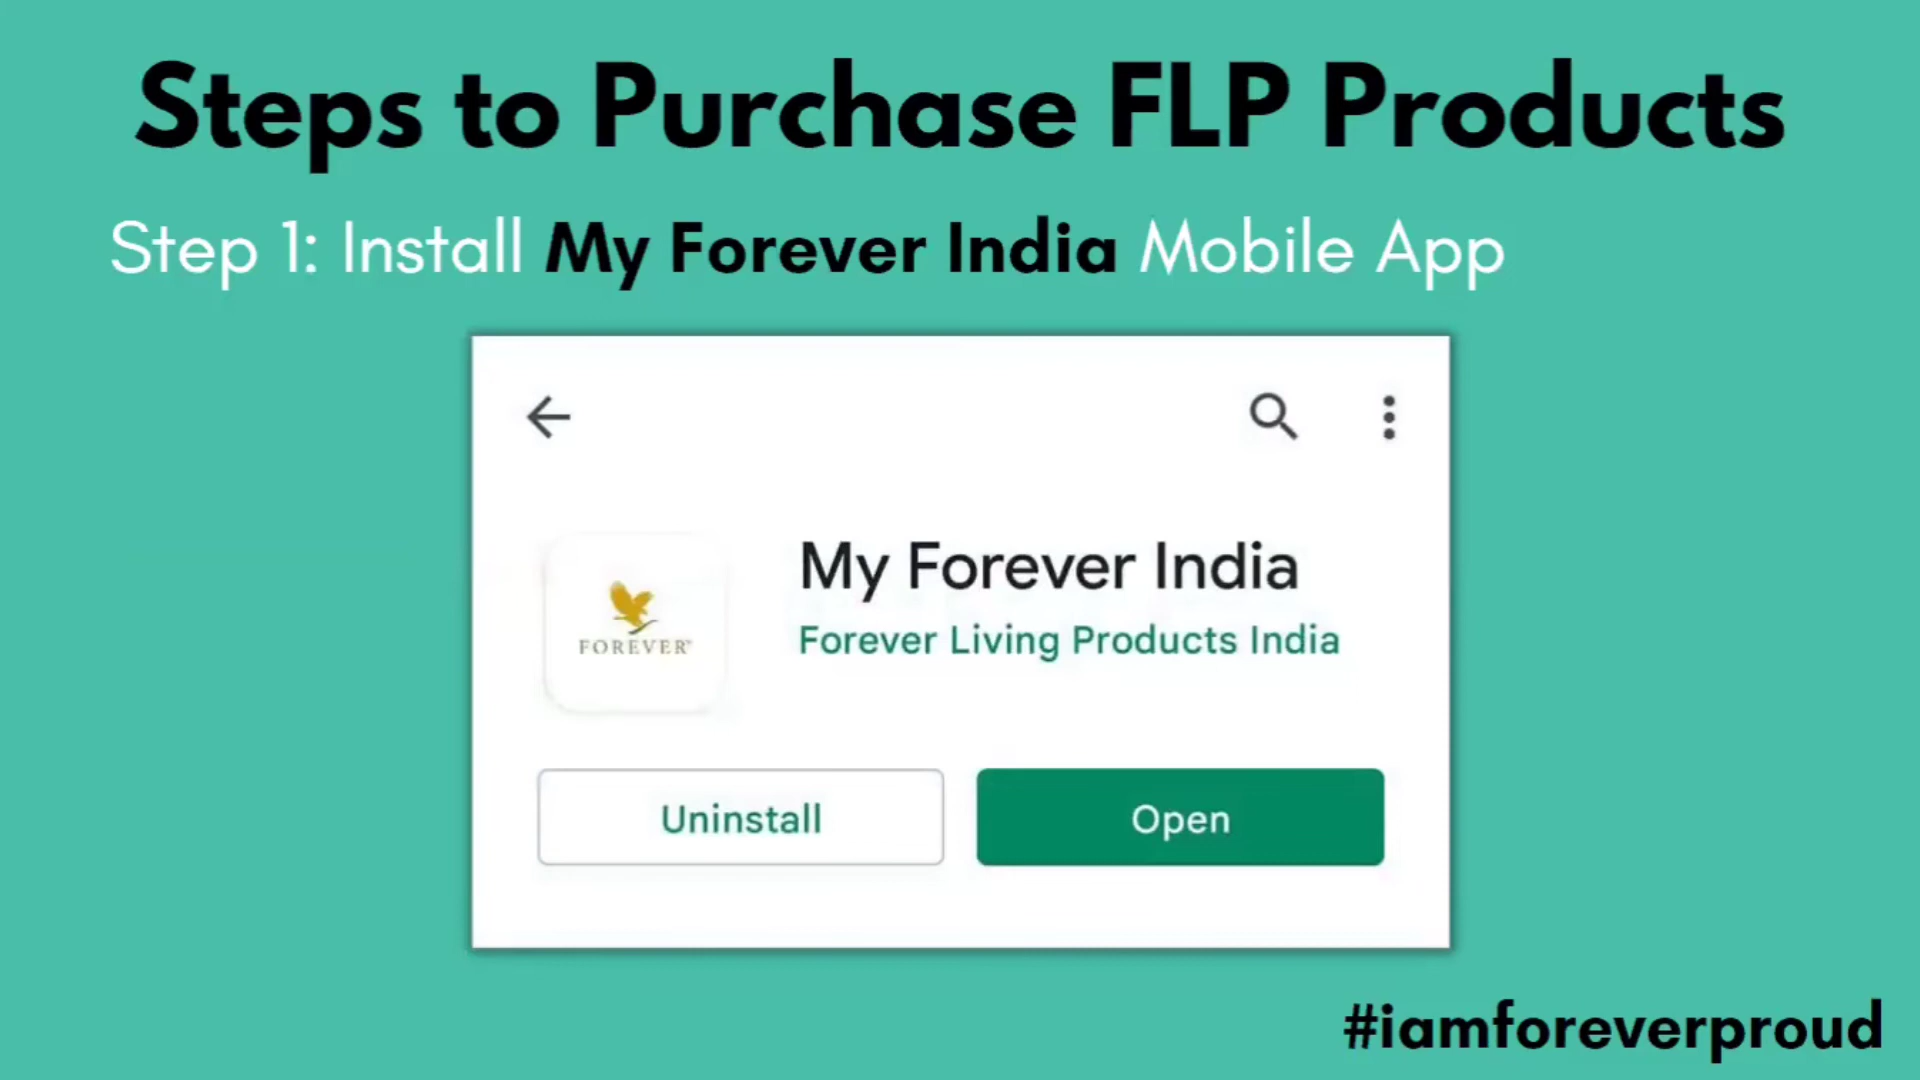 Steps to Purchase FLP Products
Step 1: Install My Forever India Mobile App
My Forever India
Forever Living Products India
FOREVER
Uninstall
Open
#iamforeverproud